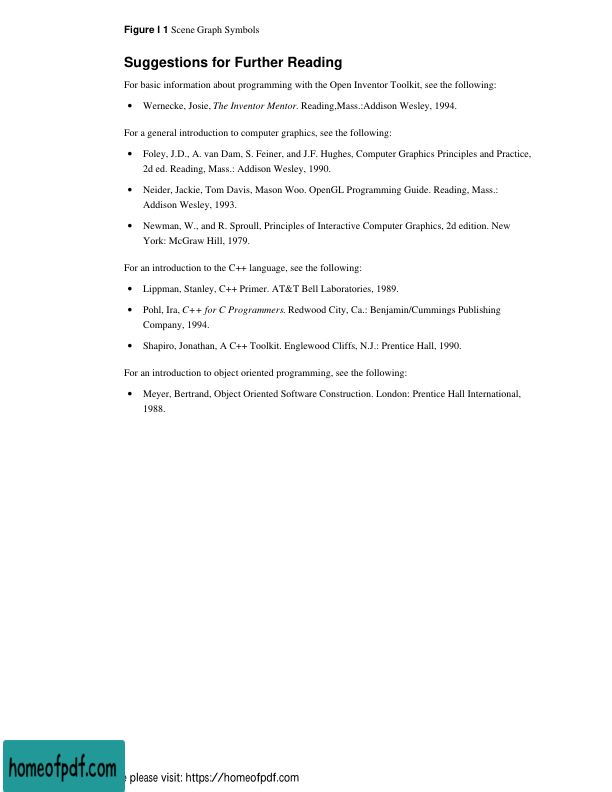 Figure I 1 Scene Graph Symbols
Suggestions for Further Reading
For basic information about programming with the Open Inventor Toolkit, see the following:
• Wernecke, Josie, The Inventor Mentor. Reading,Mass.:Addison Wesley, 1994.
For a general introduction to computer graphics, see the following:
• Foley, J.D., A. van Dam, S. Feiner, and J.F. Hughes, Computer Graphics Principles and Practice,
2d ed. Reading, Mass.: Addison Wesley, 1990.
• Neider, Jackie, Tom Davis, Mason Woo. OpenGL Programming Guide. Reading, Mass.:
Addison Wesley, 1993.
• Newman, W., and R. Sproull, Principles of Interactive Computer Graphics, 2d edition. New
York: McGraw Hill, 1979.
For an introduction to the C++ language, see the following:
• Lippman, Stanley, C++ Primer. AT&T Bell Laboratories, 1989.
• Pohl, Ira, C++ for C Programmers. Redwood City, Ca.: Benjamin/Cummings Publishing
Company, 1994.
• Shapiro, Jonathan, A C++ Toolkit. Englewood Cliffs, N.J.: Prentice Hall, 1990.
For an introduction to object oriented programming, see the following:
• Meyer, Bertrand, Object Oriented Software Construction. London: Prentice Hall International,
1988.
homeofpdf.com
please visit: https://homeofpdf.com